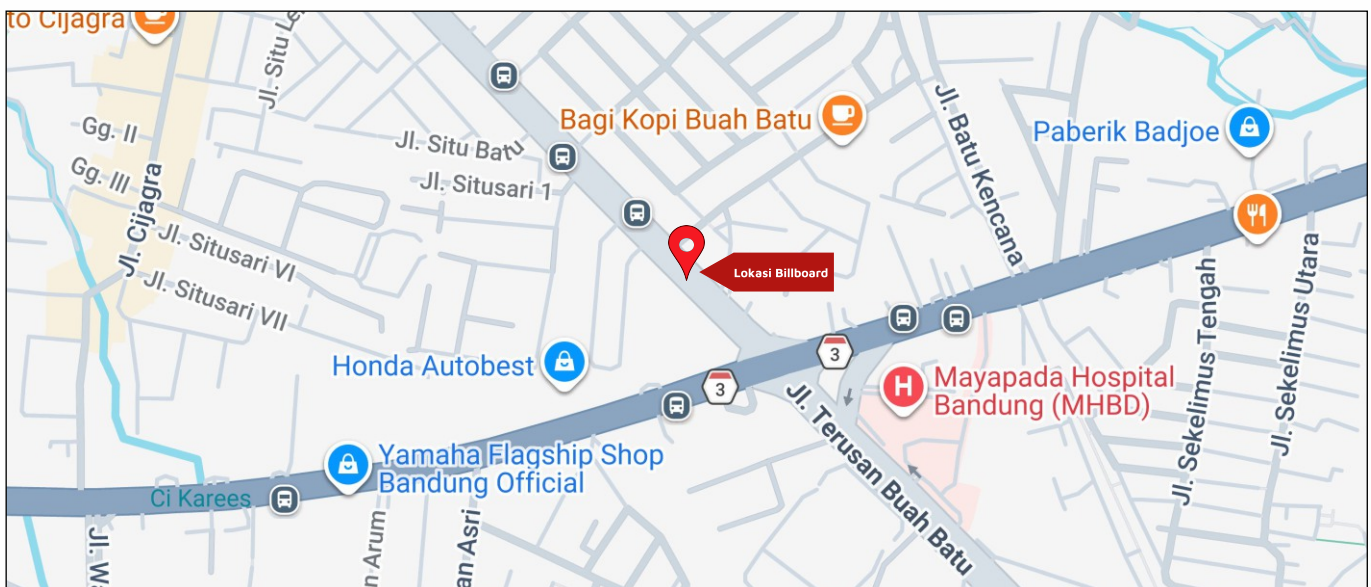 to Cijagra
Jl. Situ Le
Bagi Kopi Buah Batu
Jl. Batu Kencana
Paberik Badjoe
Gg. II
Gg. III
Jl. Situ Batu
Jl. Situsari 1
Jl. Cijagra
Jl. Situsari VI
Jl. Situsari VII
Lokasi Billboard
Jl. Sekelimus Tengah
Jl. Sekelimus Utara
Honda Autobest
3
3
H
Mayapada Hospital
Bandung (MHBD)
Jl. Terusan Buah Batu
Yamaha Flagship Shop
Bandung Official
Ci Karees
Jl. Wa
n Arum
an Asri